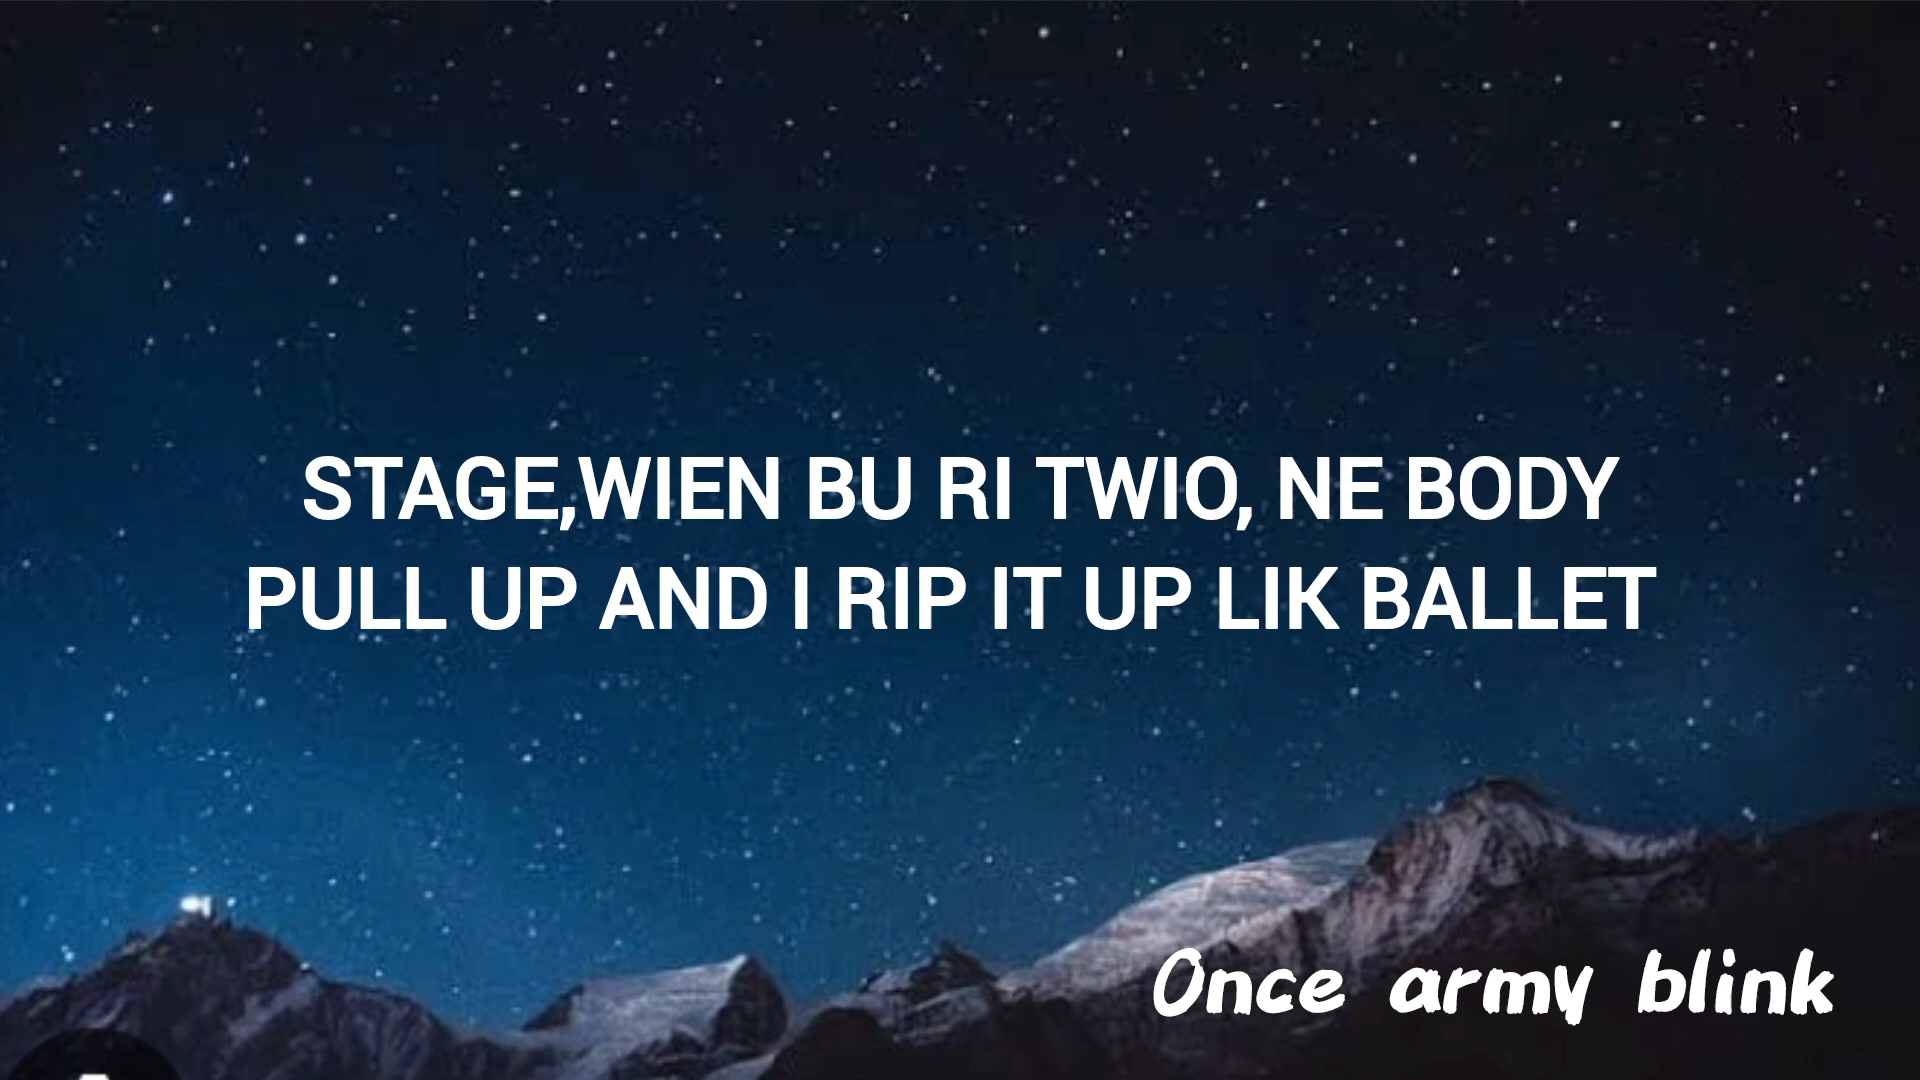 STAGE,WIEN BU RI TWIO, NE BODY
PULL UP AND I RIP IT UP LIK BALLET
Once army blink